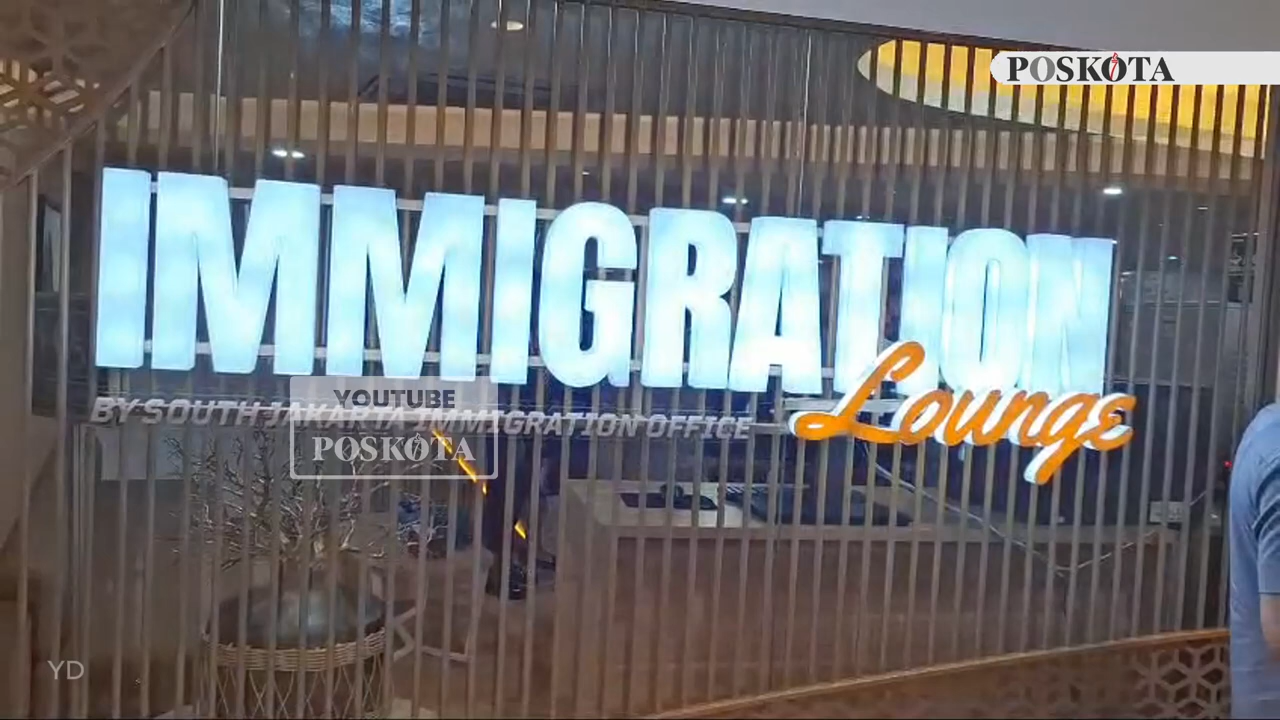 POSKOTA
IMMIGRATION
Lounge
BY SOUTH JAKARTA IMMIGRATION OFFICE
YOUTUBE
POSKOTA
YD